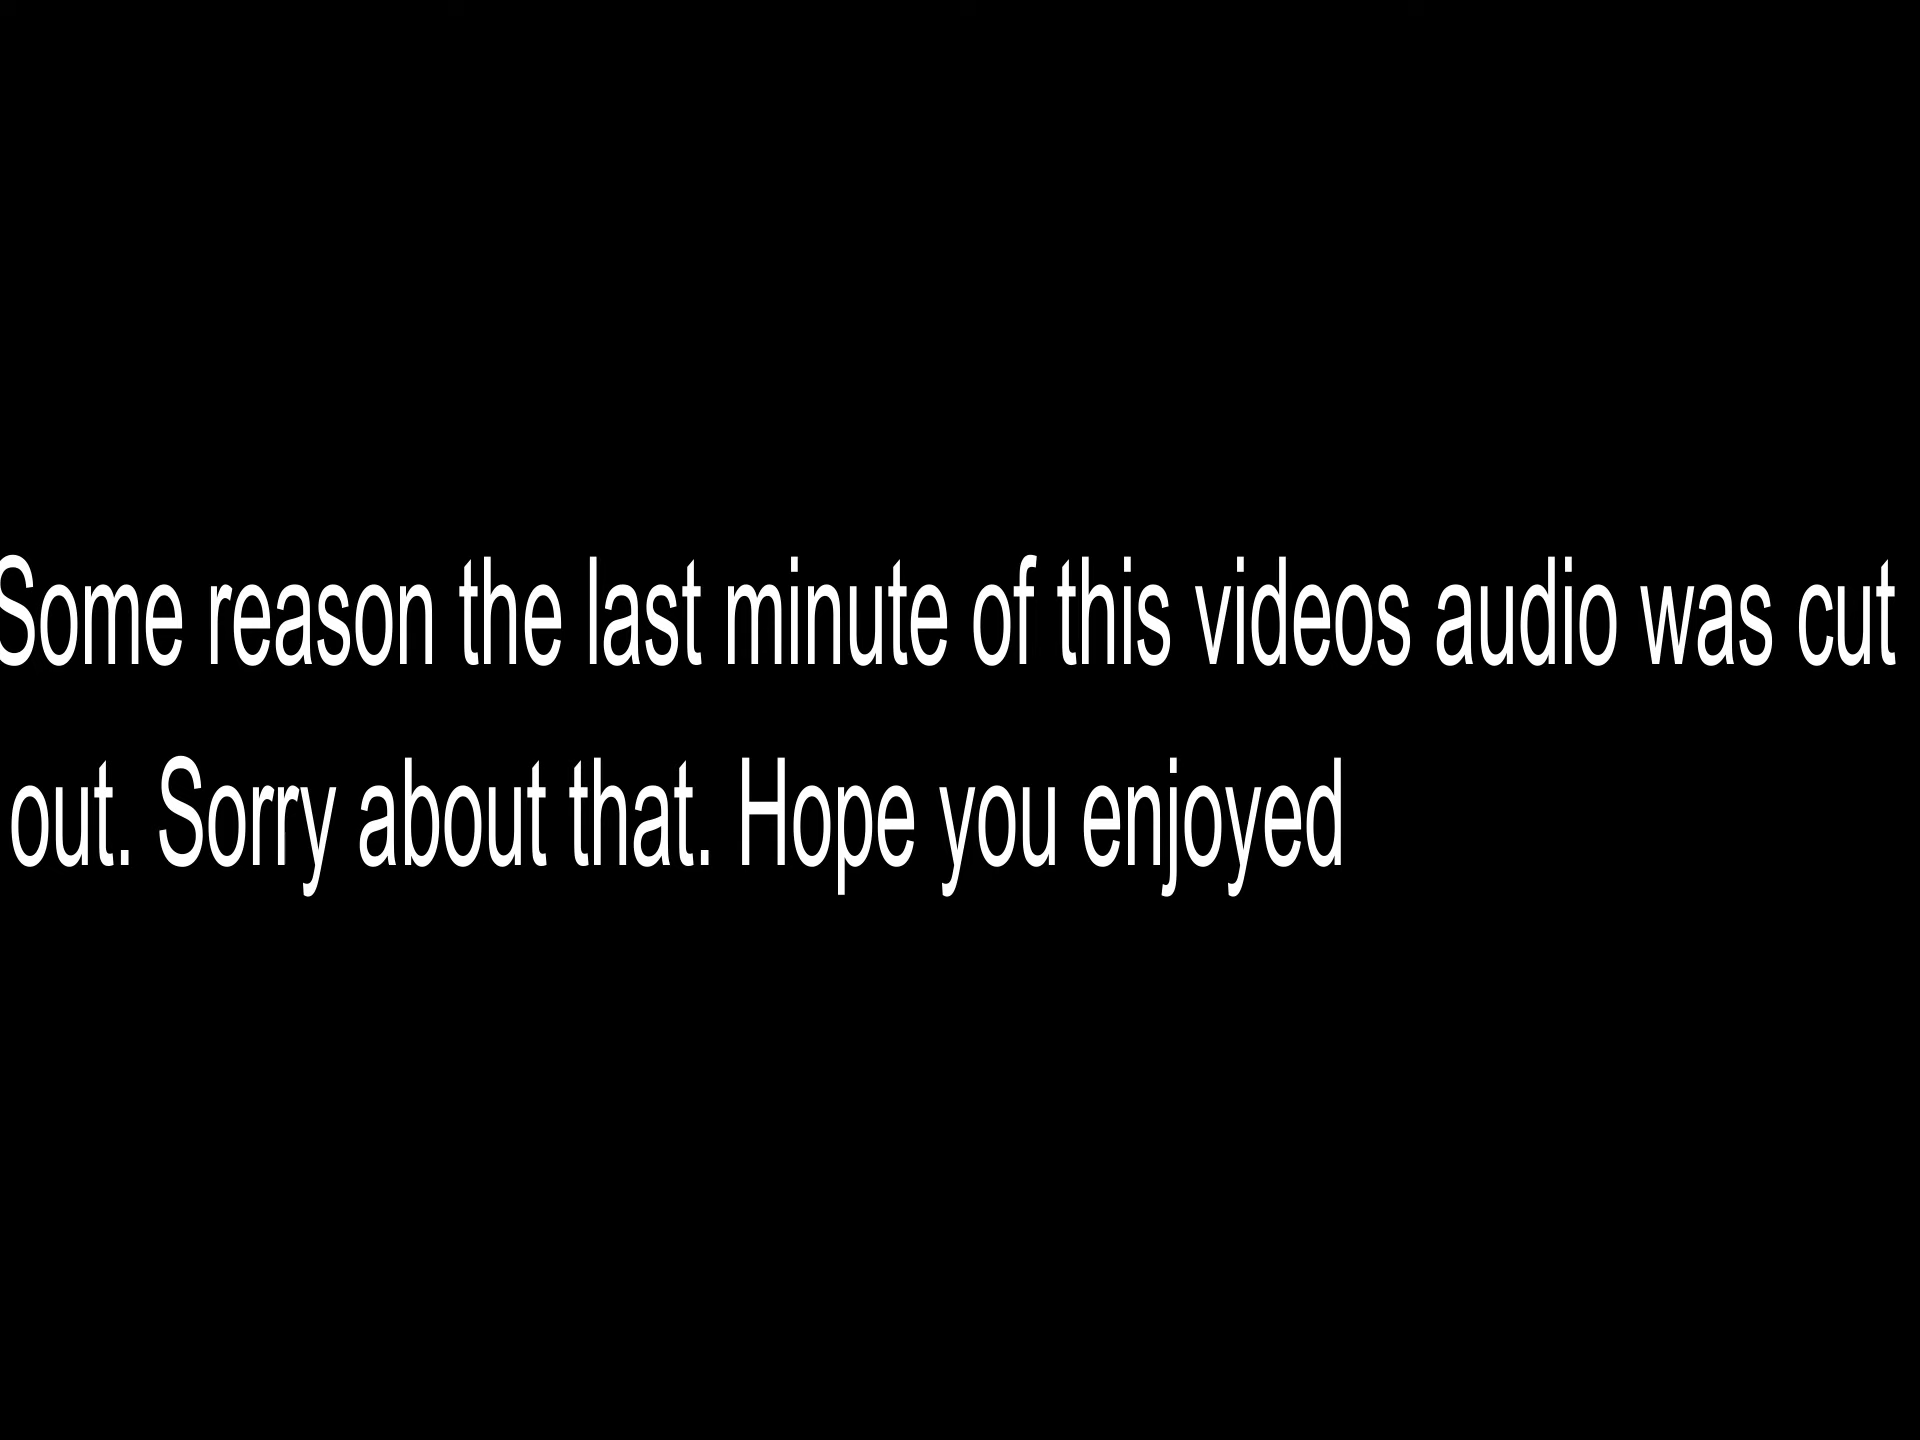 Some reason the last minute of this videos audio was cut
out. Sorry about that. Hope you enjoyed